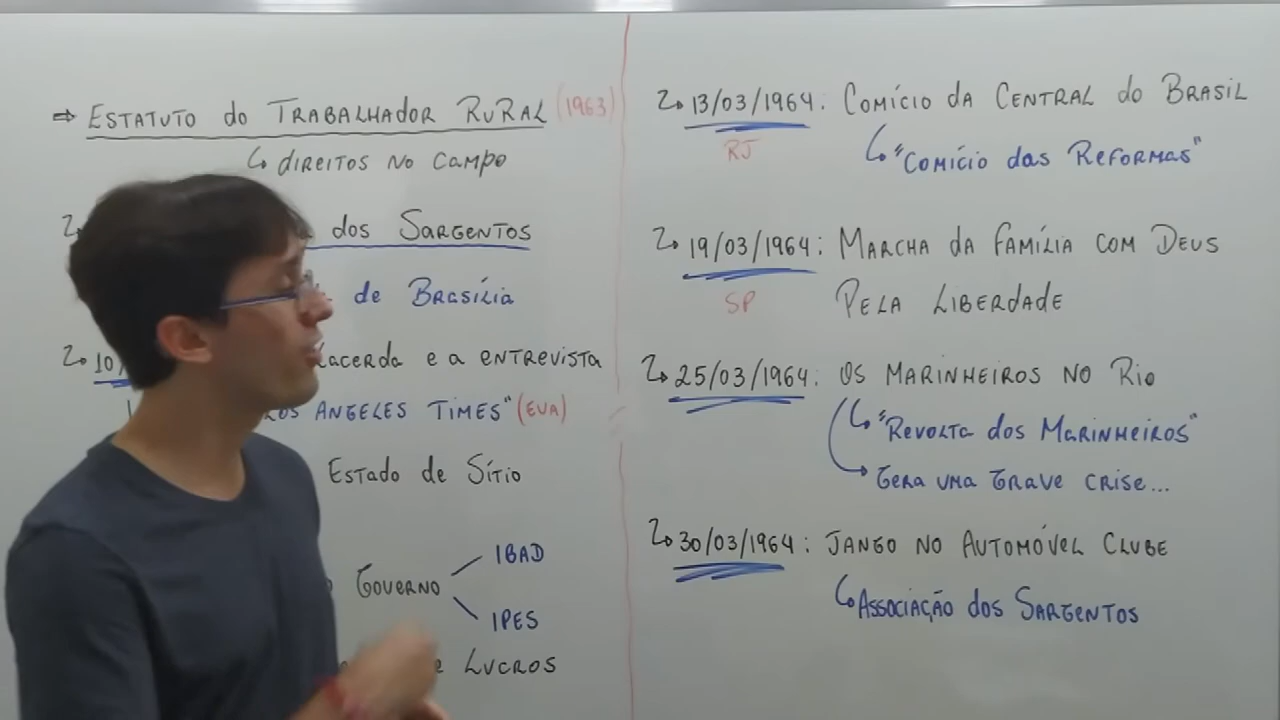 ⇒ ESTATUTO do TRABALHADOR RURAL (1963)
↳ DIREITOS NO CAMPO
dos SARGENTOS
de BRASÍLIA
10/ Lacerda e a ENTREVISTA
LOS ANGELES TIMES" (EUA)
Estado de Sítio
GOVERNO
IBAD
IPES
LUCROS
↳ 13/03/1964: COMÍCIO DA CENTRAL do BRASIL
RJ
↳ "COMÍCIO das REFORMAS"
↳ 19/03/1964: MARCHA da FAMÍLIA COM DEUS
SP PELA LIBERDADE
↳ 25/03/1964: OS MARINHEIROS NO RIO
↳ "REVOLTA dos MARINHEIROS"
→ GERA UMA GRAVE CRISE...
↳ 30/03/1964: JANGO NO AUTOMÓVEL CLUBE
↳ ASSOCIAÇÃO dos SARGENTOS